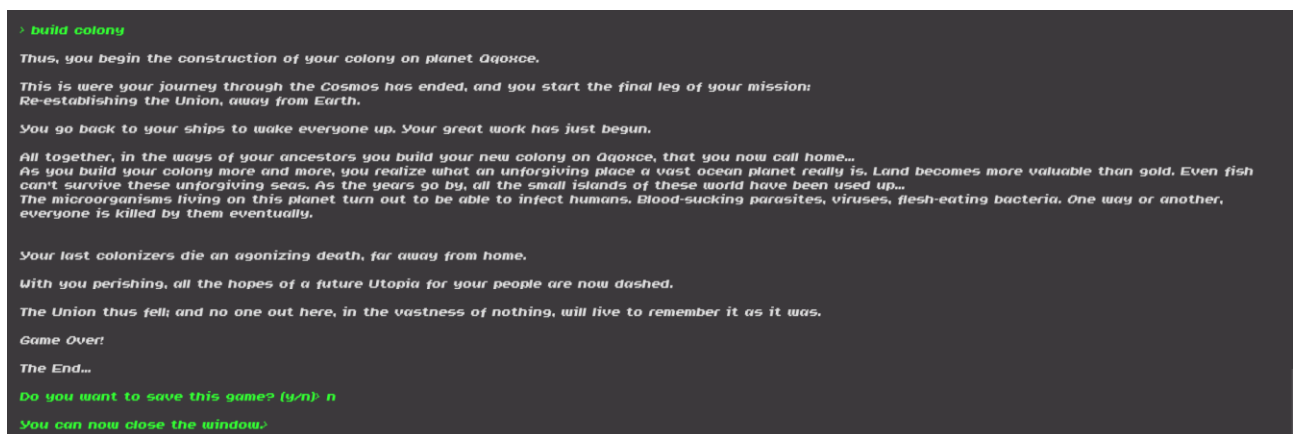 > build colony
Thus, you begin the construction of your colony on planet Qqoxce.
This is were your journey through the Cosmos has ended, and you start the final leg of your mission:
Re-establishing the Union, away from Earth.
You go back to your ships to wake everyone up. Your great work has just begun.
All together, in the ways of your ancestors you build your new colony on Qqoxce, that you now call home...
As you build your colony more and more, you realize what an unforgiving place a vast ocean planet really is. Land becomes more valuable than gold. Even fish
can't survive these unforgiving seas. As the years go by, all the small islands of these world have been used up...
The microorganisms living on this planet turn out to be able to infect humans. Blood-sucking parasites, viruses, flesh-eating bacteria. One way or another,
everyone is killed by them eventually.
Your last colonizers die an agonizing death, far away from home.
With you perishing, all the hopes of a future Utopia for your people are now dashed.
The Union thus fell; and no one out here, in the vastness of nothing, will live to remember it as it was.
Game Over!
The End...
Do you want to save this game? (y/n)> n
You can now close the window.>